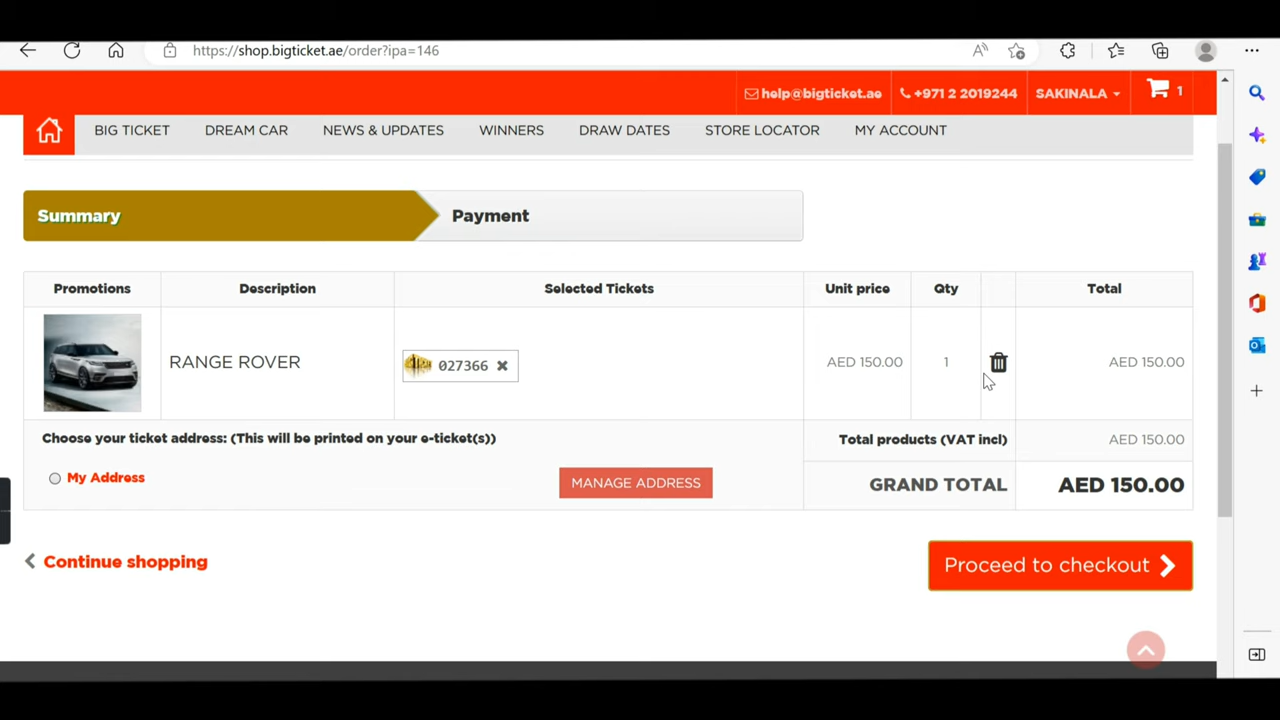 https://shop.bigticket.ae/order?ipa=146
help@bigticket.ae +971 2 2019244 SAKINALA 1
BIG TICKET DREAM CAR NEWS & UPDATES WINNERS DRAW DATES STORE LOCATOR MY ACCOUNT
Summary Payment
Promotions Description Selected Tickets Unit price Qty Total
RANGE ROVER 027366 AED 150.00 1 AED 150.00
Choose your ticket address: (This will be printed on your e-ticket(s)) Total products (VAT incl) AED 150.00
My Address MANAGE ADDRESS GRAND TOTAL AED 150.00
Continue shopping Proceed to checkout